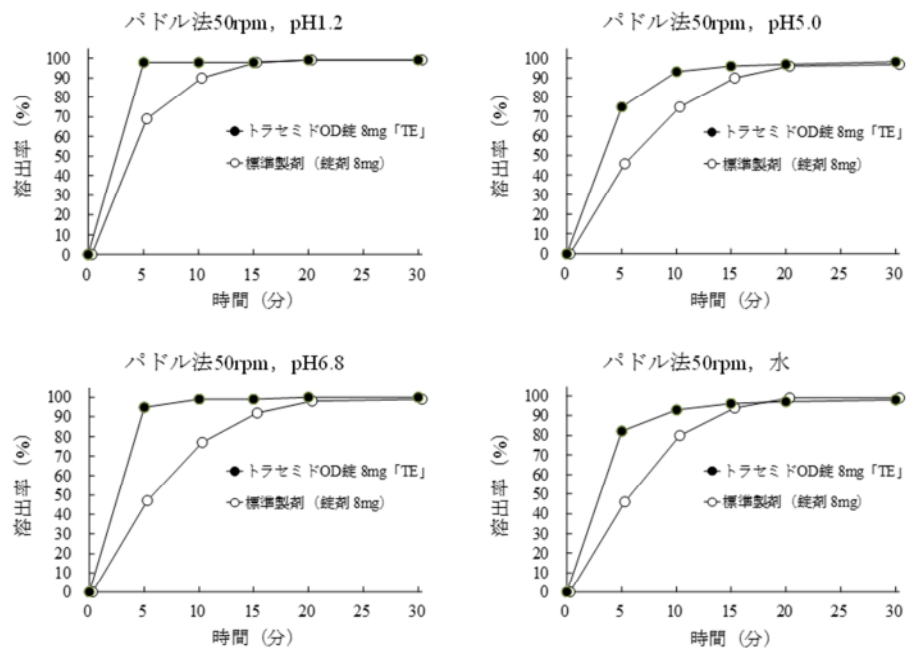 パドル法50rpm，pH1.2
溶出率（%）
100
90
80
70
60
50
40
30
20
10
0
トラセミドOD錠 8mg「TE」
標準製剤（錠剤 8mg）
0 5 10 15 20 25 30
時間（分）
パドル法50rpm，pH5.0
溶出率（%）
100
90
80
70
60
50
40
30
20
10
0
トラセミドOD錠 8mg「TE」
標準製剤（錠剤 8mg）
0 5 10 15 20 25 30
時間（分）
パドル法50rpm，pH6.8
溶出率（%）
100
90
80
70
60
50
40
30
20
10
0
トラセミドOD錠 8mg「TE」
標準製剤（錠剤 8mg）
0 5 10 15 20 25 30
時間（分）
パドル法50rpm，水
溶出率（%）
100
90
80
70
60
50
40
30
20
10
0
トラセミドOD錠 8mg「TE」
標準製剤（錠剤 8mg）
0 5 10 15 20 25 30
時間（分）